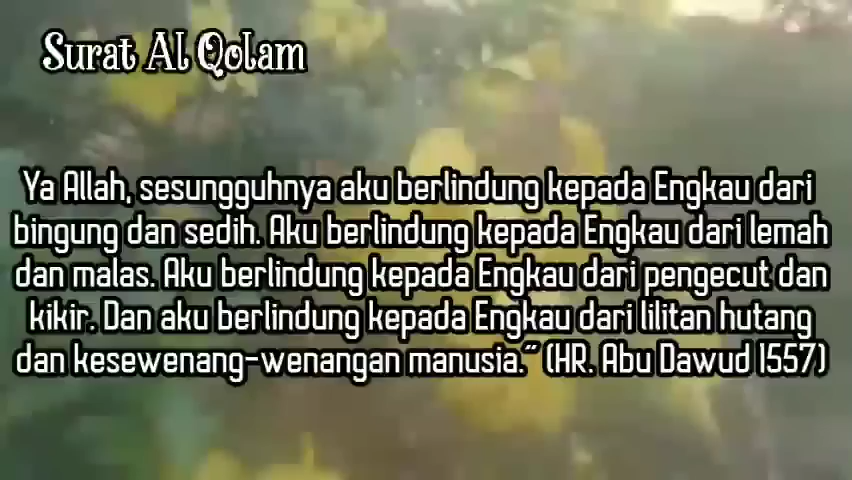 Surat Al Qolam
Ya Allah, sesungguhnya aku berlindung kepada Engkau dari
bingung dan sedih. Aku berlindung kepada Engkau dari lemah
dan malas. Aku berlindung kepada Engkau dari pengecut dan
kikir. Dan aku berlindung kepada Engkau dari lilitan hutang
dan kesewenang-wenangan manusia.” (HR. Abu Dawud 1557)